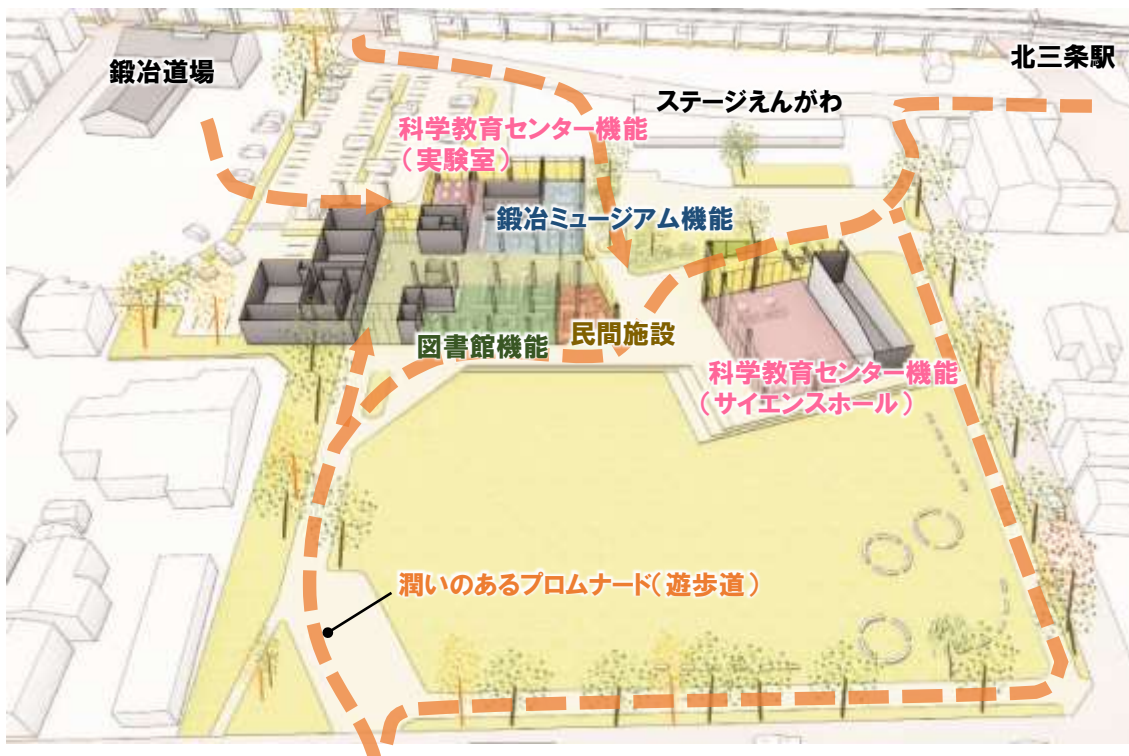 鍛冶道場
北三条駅
ステージえんがわ
科学教育センター機能
（実験室）
鍛冶ミュージアム機能
図書館機能
民間施設
科学教育センター機能
（サイエンスホール）
潤いのあるプロムナード（遊歩道）